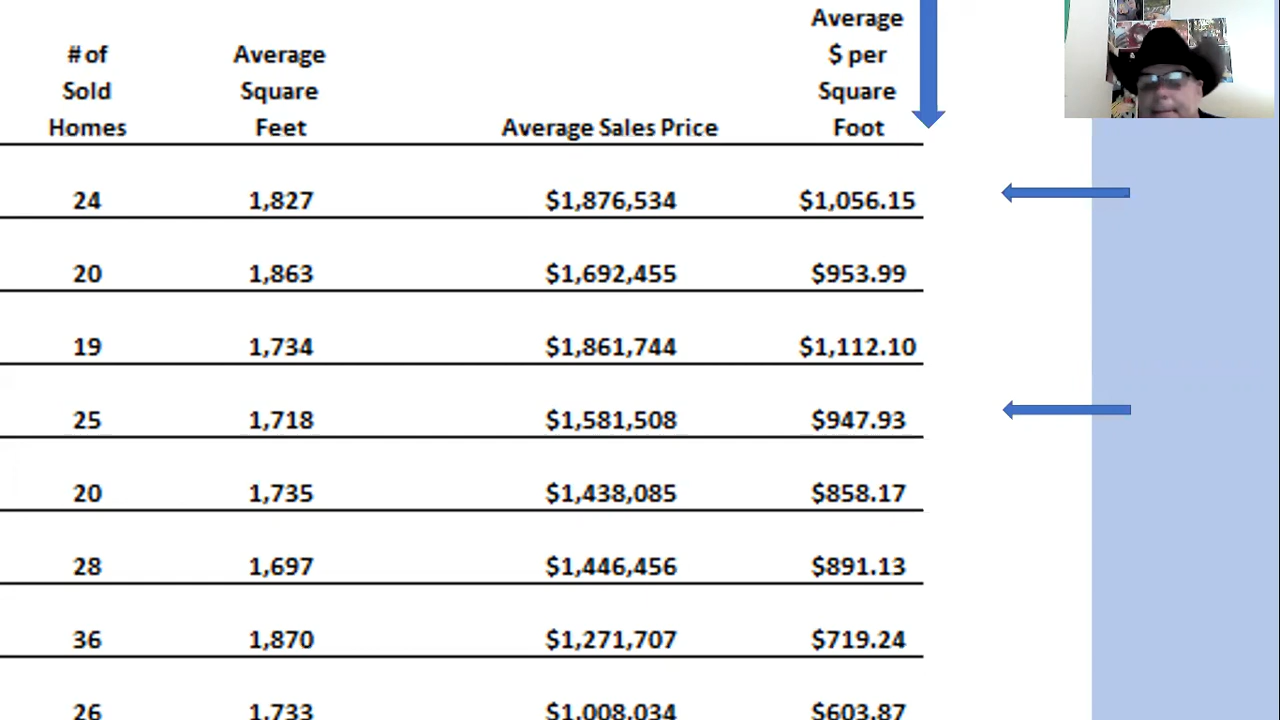 # of Sold Homes Average Square Feet Average Sales Price Average $ per Square Foot
24 1,827 $1,876,534 $1,056.15
20 1,863 $1,692,455 $953.99
19 1,734 $1,861,744 $1,112.10
25 1,718 $1,581,508 $947.93
20 1,735 $1,438,085 $858.17
28 1,697 $1,446,456 $891.13
36 1,870 $1,271,707 $719.24
26 1,733 $1,008,034 $603.87